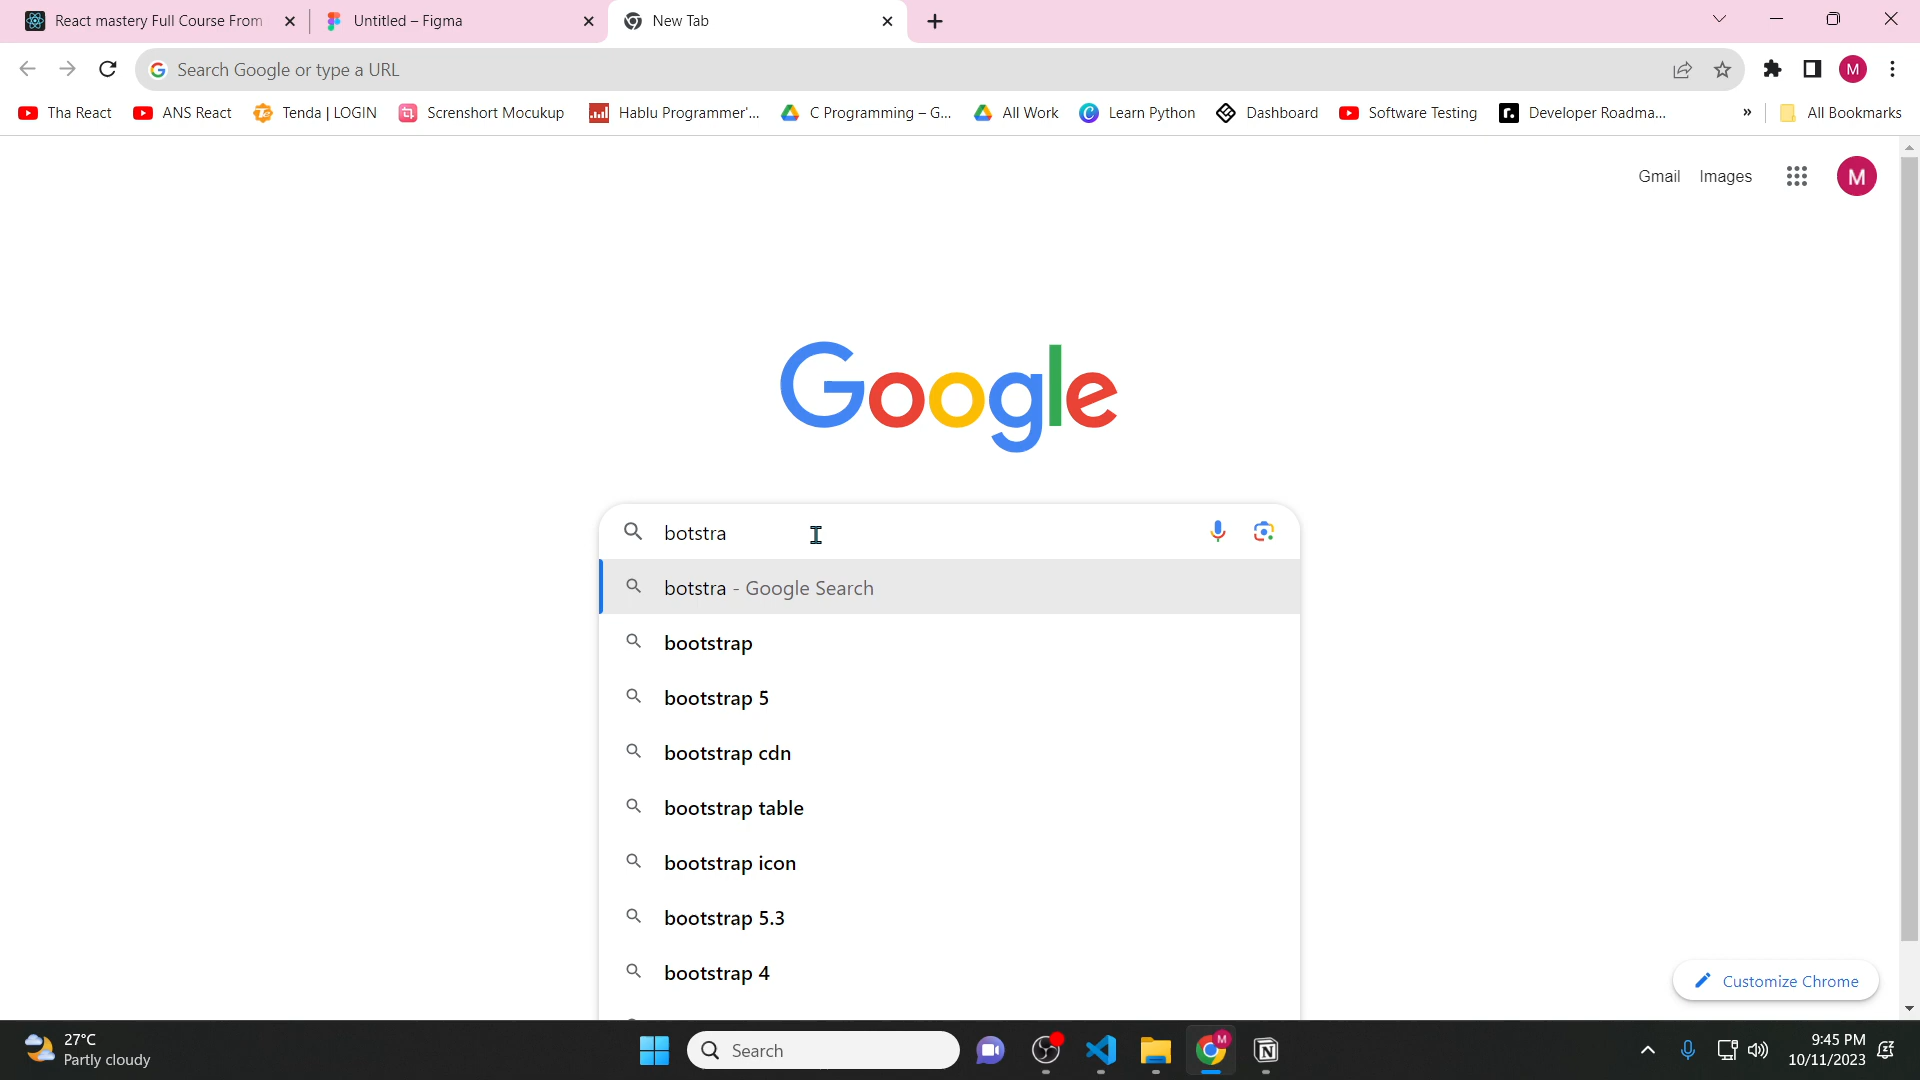 React mastery Full Course From
Untitled – Figma
New Tab
Search Google or type a URL
M
Tha React
ANS React
Tenda | LOGIN
Screnshort Mocukup
Hablu Programmer'...
C Programming – G...
All Work
Learn Python
Dashboard
Software Testing
Developer Roadma...
»
All Bookmarks
Gmail
Images
M
Google
botstra
botstra - Google Search
bootstrap
bootstrap 5
bootstrap cdn
bootstrap table
bootstrap icon
bootstrap 5.3
bootstrap 4
Customize Chrome
27°C
Partly cloudy
Search
M
9:45 PM
10/11/2023